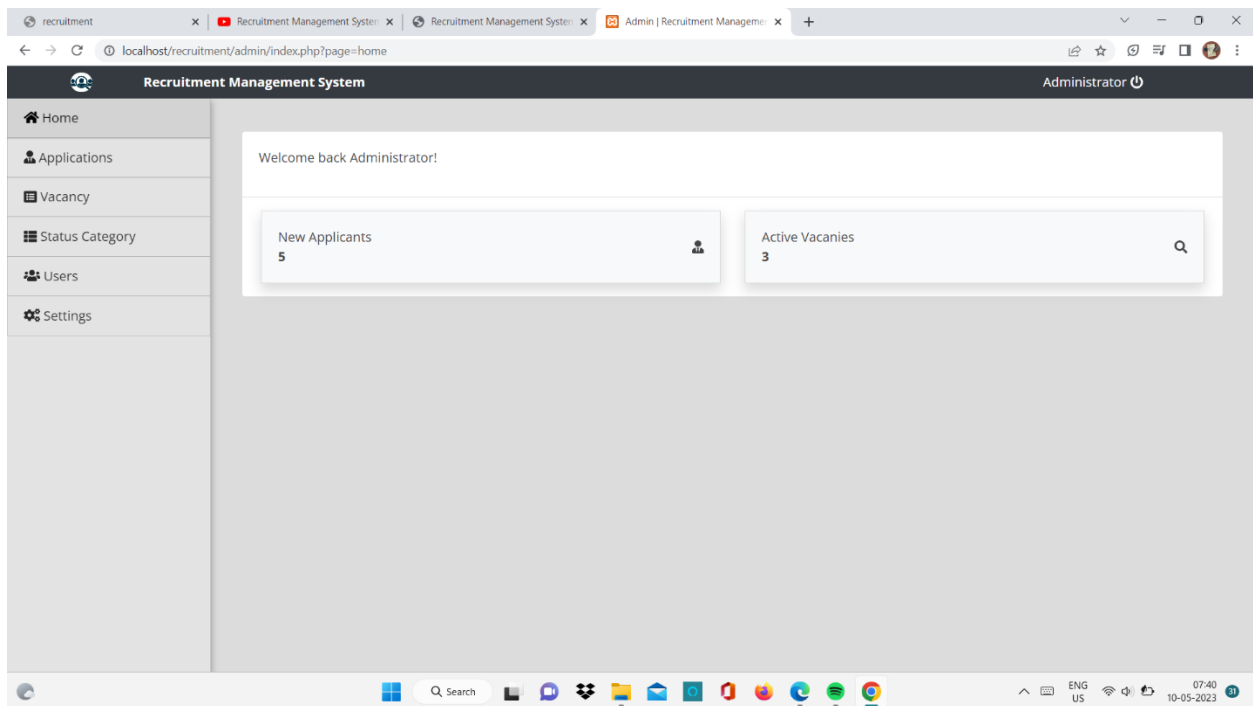 recruitment
Recruitment Management System
Recruitment Management System
Admin | Recruitment Managemen
localhost/recruitment/admin/index.php?page=home
Recruitment Management System
Administrator
Home
Applications
Vacancy
Status Category
Users
Settings
Welcome back Administrator!
New Applicants
5
Active Vacanies
3
Search
ENG
US
07:40
10-05-2023
31